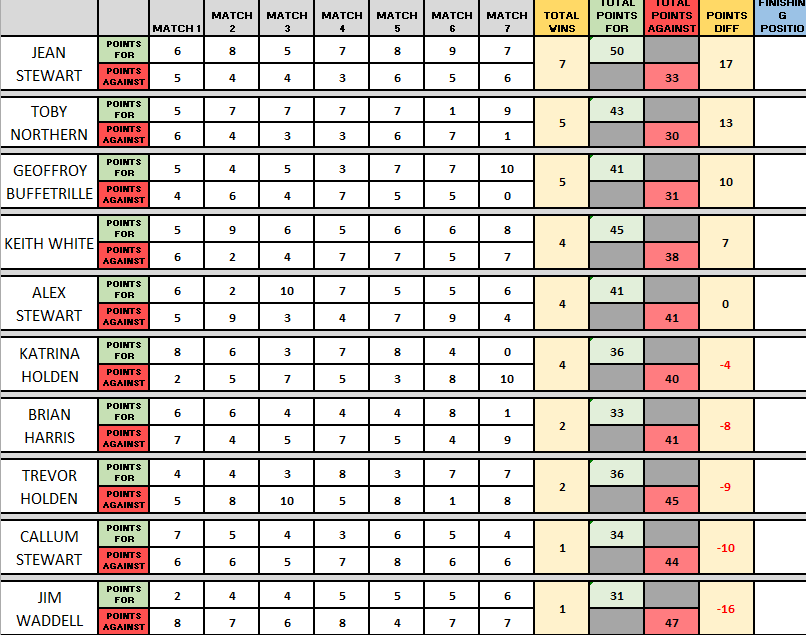 MATCH 1 MATCH 2 MATCH 3 MATCH 4 MATCH 5 MATCH 6 MATCH 7 TOTAL WINS TOTAL POINTS FOR TOTAL POINTS AGAINST POINTS DIFF FINISHIN G POSITIO
JEAN STEWART POINTS FOR 6 8 5 7 8 9 7 7 50 17
POINTS AGAINST 5 4 4 3 6 5 6 33
TOBY NORTHERN POINTS FOR 5 7 7 7 7 1 9 5 43 13
POINTS AGAINST 6 4 3 3 6 7 1 30
GEOFFROY BUFFETRILLE POINTS FOR 5 4 5 3 7 7 10 5 41 10
POINTS AGAINST 4 6 4 7 5 5 0 31
KEITH WHITE POINTS FOR 5 9 6 5 6 6 8 4 45 7
POINTS AGAINST 6 2 4 7 7 5 7 38
ALEX STEWART POINTS FOR 6 2 10 7 5 5 6 4 41 0
POINTS AGAINST 5 9 3 4 7 9 4 41
KATRINA HOLDEN POINTS FOR 8 6 3 7 8 4 0 4 36 -4
POINTS AGAINST 2 5 7 5 3 8 10 40
BRIAN HARRIS POINTS FOR 6 6 4 4 4 8 1 2 33 -8
POINTS AGAINST 7 4 5 7 5 4 9 41
TREVOR HOLDEN POINTS FOR 4 4 3 8 3 7 7 2 36 -9
POINTS AGAINST 5 8 10 5 8 1 8 45
CALLUM STEWART POINTS FOR 7 5 4 3 6 5 4 1 34 -10
POINTS AGAINST 6 6 5 7 8 6 6 44
JIM WADDELL POINTS FOR 2 4 4 5 5 5 6 1 31 -16
POINTS AGAINST 8 7 6 8 4 7 7 47